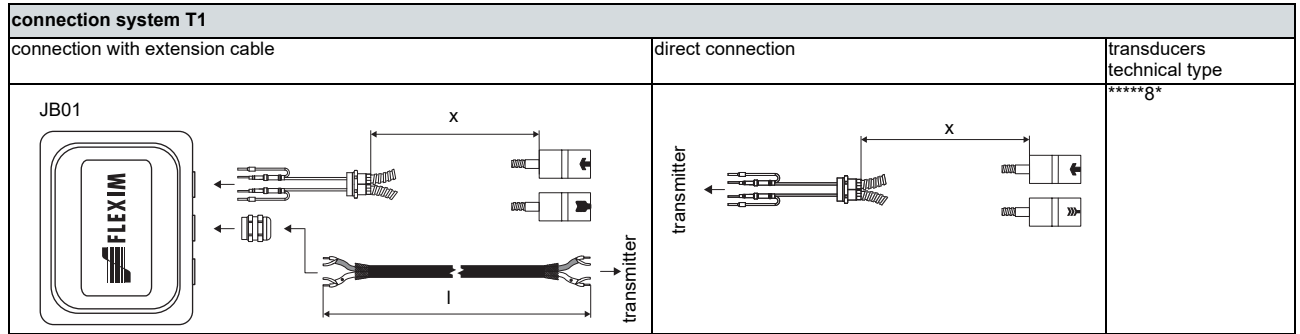 connection system T1
connection with extension cable
direct connection
transducers
technical type
JB01
x
FLEXIM
transmitter
l
x
transmitter
*****8*